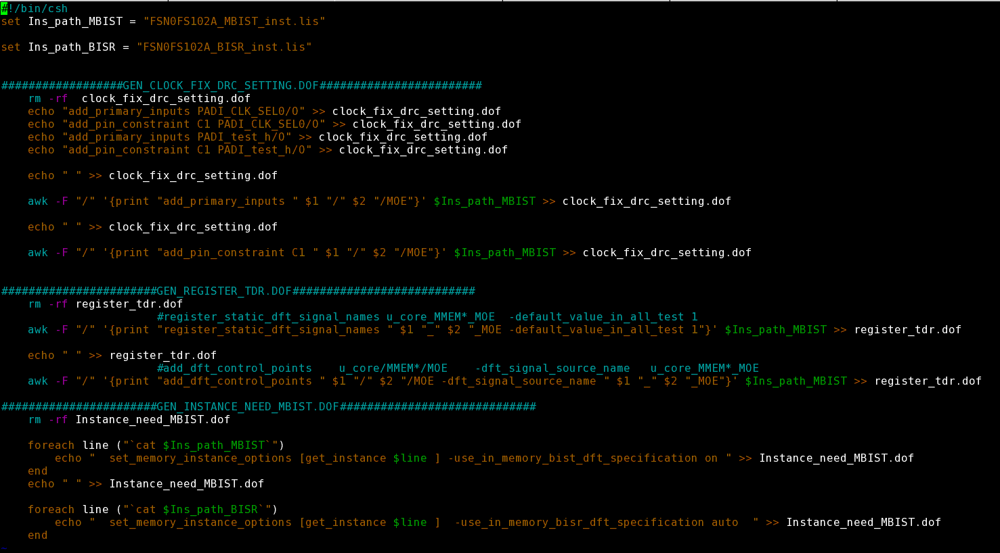 #!/bin/csh
set Ins_path_MBIST = "FSN0FS102A_MBIST_inst.lis"
set Ins_path_BISR = "FSN0FS102A_BISR_inst.lis"
##################GEN_CLOCK_FIX_DRC_SETTING.DOF########################
    rm -rf  clock_fix_drc_setting.dof
    echo "add_primary_inputs PADI_CLK_SEL0/O" >> clock_fix_drc_setting.dof
    echo "add_pin_constraint C1 PADI_CLK_SEL0/O" >> clock_fix_drc_setting.dof
    echo "add_primary_inputs PADI_test_h/O" >> clock_fix_drc_setting.dof
    echo "add_pin_constraint C1 PADI_test_h/O" >> clock_fix_drc_setting.dof
    echo " " >> clock_fix_drc_setting.dof
    awk -F "/" '{print "add_primary_inputs " $1 "/" $2 "/MOE"}' $Ins_path_MBIST >> clock_fix_drc_setting.dof
    echo " " >> clock_fix_drc_setting.dof
    awk -F "/" '{print "add_pin_constraint C1 " $1 "/" $2 "/MOE"}' $Ins_path_MBIST >> clock_fix_drc_setting.dof
#######################GEN_REGISTER_TDR.DOF###########################
    rm -rf register_tdr.dof
                       #register_static_dft_signal_names u_core_MMEM*_MOE  -default_value_in_all_test 1
    awk -F "/" '{print "register_static_dft_signal_names " $1 "_" $2 "_MOE -default_value_in_all_test 1"}' $Ins_path_MBIST >> register_tdr.dof
    echo " " >> register_tdr.dof
                       #add_dft_control_points    u_core/MMEM*/MOE    -dft_signal_source_name   u_core_MMEM*_MOE
    awk -F "/" '{print "add_dft_control_points " $1 "/" $2 "/MOE -dft_signal_source_name " $1 "_" $2 "_MOE"}' $Ins_path_MBIST >> register_tdr.dof
#######################GEN_INSTANCE_NEED_MBIST.DOF#############################
    rm -rf Instance_need_MBIST.dof
    foreach line ("`cat $Ins_path_MBIST`")
        echo "  set_memory_instance_options [get_instance $line ] -use_in_memory_bist_dft_specification on " >> Instance_need_MBIST.dof
    end
    echo " " >> Instance_need_MBIST.dof
    foreach line ("`cat $Ins_path_BISR`")
        echo "  set_memory_instance_options [get_instance $line ]  -use_in_memory_bisr_dft_specification auto  " >> Instance_need_MBIST.dof
    end
~